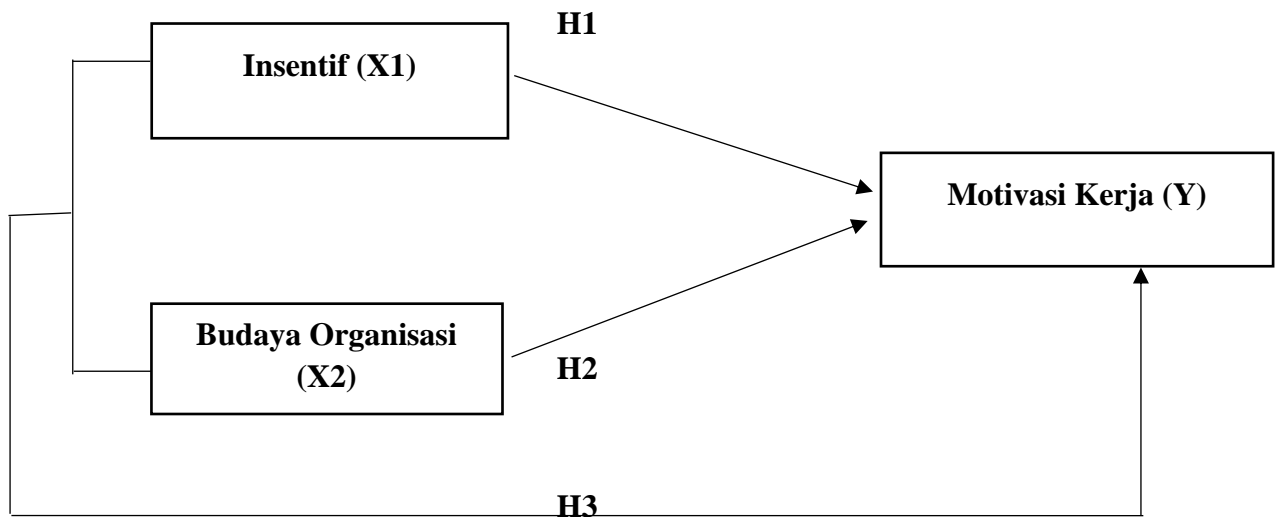 H1
Insentif (X1)
Motivasi Kerja (Y)
Budaya Organisasi
(X2)
H2
H3